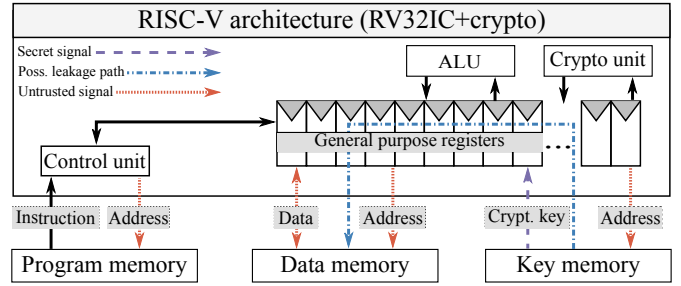 RISC-V architecture (RV32IC+crypto)
Secret signal
Poss. leakage path
Untrusted signal
ALU
Crypto unit
General purpose registers
Control unit
Instruction
Address
Data
Address
Crypt. key
Address
Program memory
Data memory
Key memory